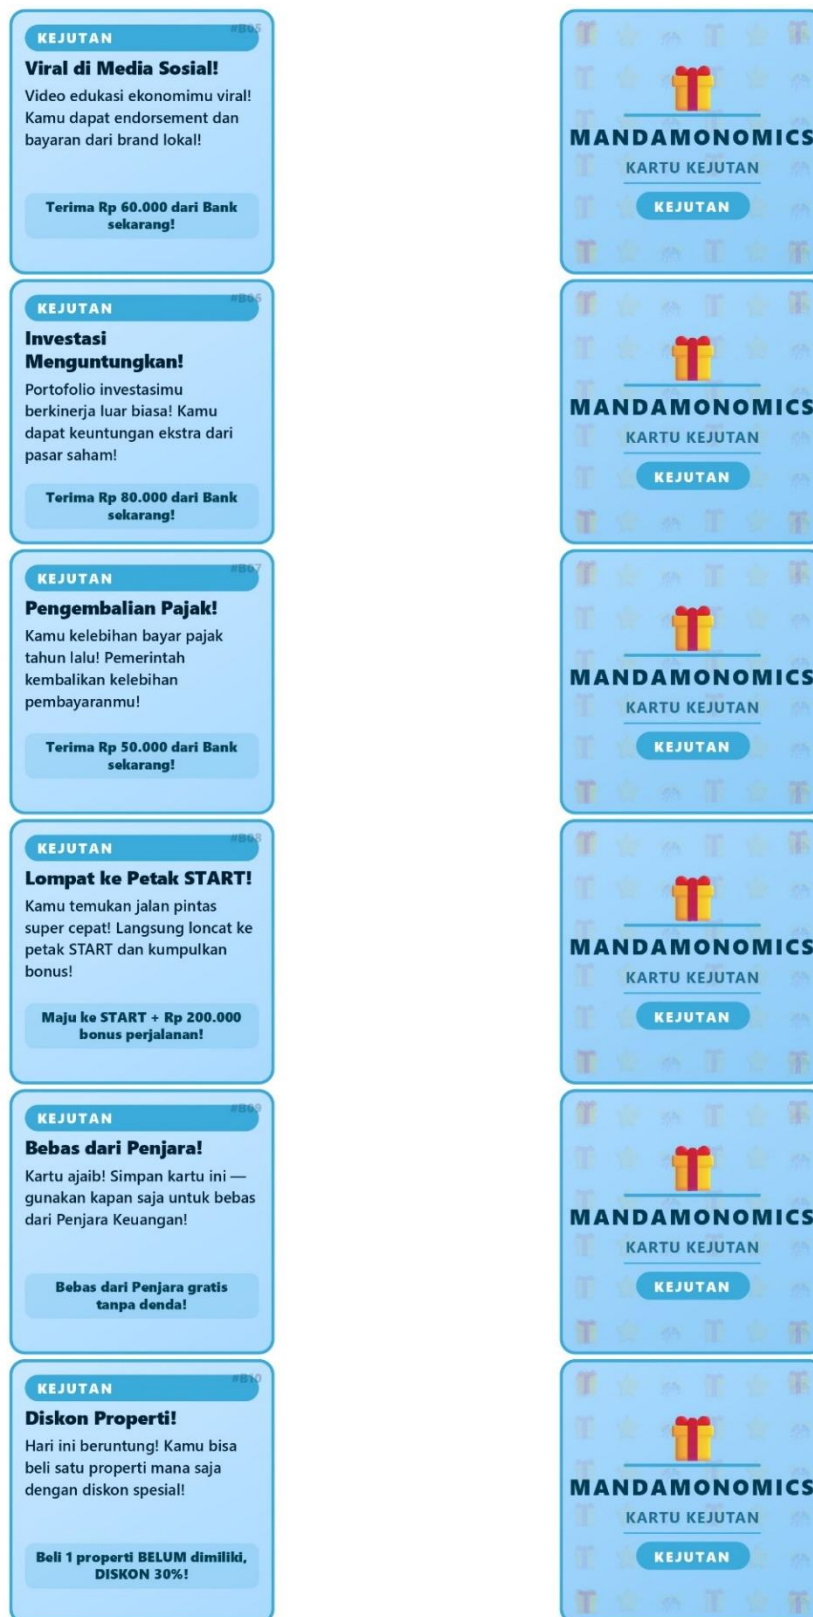 KEJUTAN
#B05
Viral di Media Sosial!
Video edukasi ekonomimu viral!
Kamu dapat endorsement dan
bayaran dari brand lokal!
Terima Rp 60.000 dari Bank
sekarang!
MANDAMONOMICS
KARTU KEJUTAN
KEJUTAN
KEJUTAN
#B06
Investasi
Menguntungkan!
Portofolio investasimu
berkinerja luar biasa! Kamu
dapat keuntungan ekstra dari
pasar saham!
Terima Rp 80.000 dari Bank
sekarang!
MANDAMONOMICS
KARTU KEJUTAN
KEJUTAN
KEJUTAN
#B07
Pengembalian Pajak!
Kamu kelebihan bayar pajak
tahun lalu! Pemerintah
kembalikan kelebihan
pembayaranmu!
Terima Rp 50.000 dari Bank
sekarang!
MANDAMONOMICS
KARTU KEJUTAN
KEJUTAN
KEJUTAN
#B08
Lompat ke Petak START!
Kamu temukan jalan pintas
super cepat! Langsung loncat ke
petak START dan kumpulkan
bonus!
Maju ke START + Rp 200.000
bonus perjalanan!
MANDAMONOMICS
KARTU KEJUTAN
KEJUTAN
KEJUTAN
#B09
Bebas dari Penjara!
Kartu ajaib! Simpan kartu ini —
gunakan kapan saja untuk bebas
dari Penjara Keuangan!
Bebas dari Penjara gratis
tanpa denda!
MANDAMONOMICS
KARTU KEJUTAN
KEJUTAN
KEJUTAN
#B10
Diskon Properti!
Hari ini beruntung! Kamu bisa
beli satu properti mana saja
dengan diskon spesial!
Beli 1 properti BELUM dimiliki,
DISKON 30%!
MANDAMONOMICS
KARTU KEJUTAN
KEJUTAN